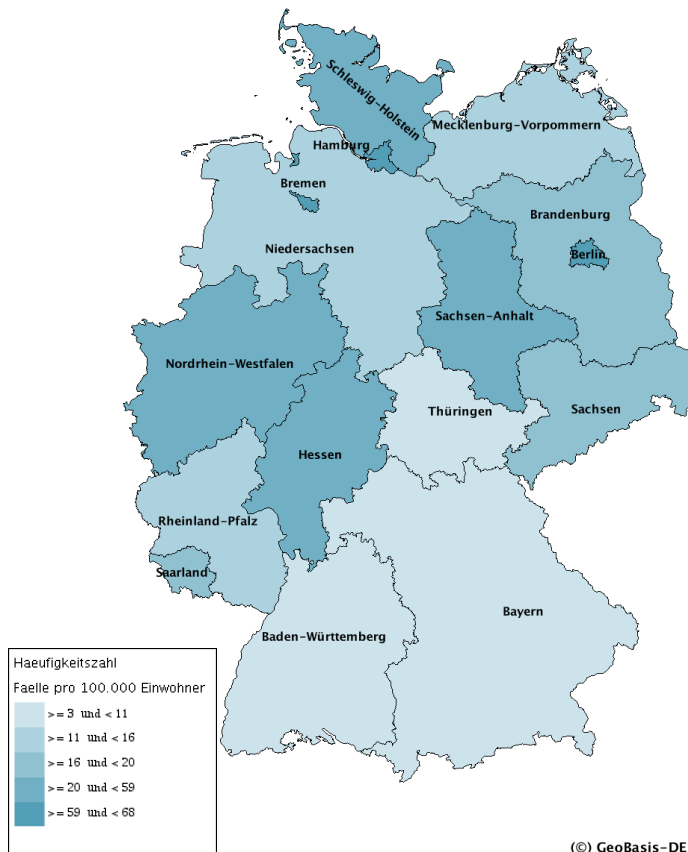 Schleswig-Holstein
Mecklenburg-Vorpommern
Hamburg
Bremen
Brandenburg
Niedersachsen
Berlin
Sachsen-Anhalt
Nordrhein-Westfalen
Thüringen
Sachsen
Hessen
Rheinland-Pfalz
Saarland
Bayern
Baden-Württemberg
Haeufigkeitszahl
Faelle pro 100.000 Einwohner
>= 3 und < 11
>= 11 und < 16
>= 16 und < 20
>= 20 und < 59
>= 59 und < 68
(©) GeoBasis-DE